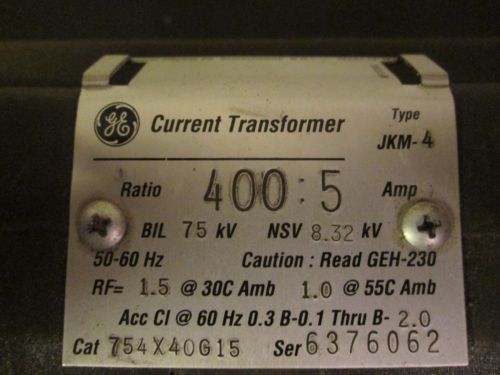 GE Current Transformer Type
JKM-4
Ratio 400:5 Amp
BIL 75 kV NSV 8.32 kV
50-60 Hz Caution : Read GEH-230
RF= 1.5 @ 30C Amb 1.0 @ 55C Amb
Acc Cl @ 60 Hz 0.3 B-0.1 Thru B-2.0
Cat 754X40G15 Ser 6376062